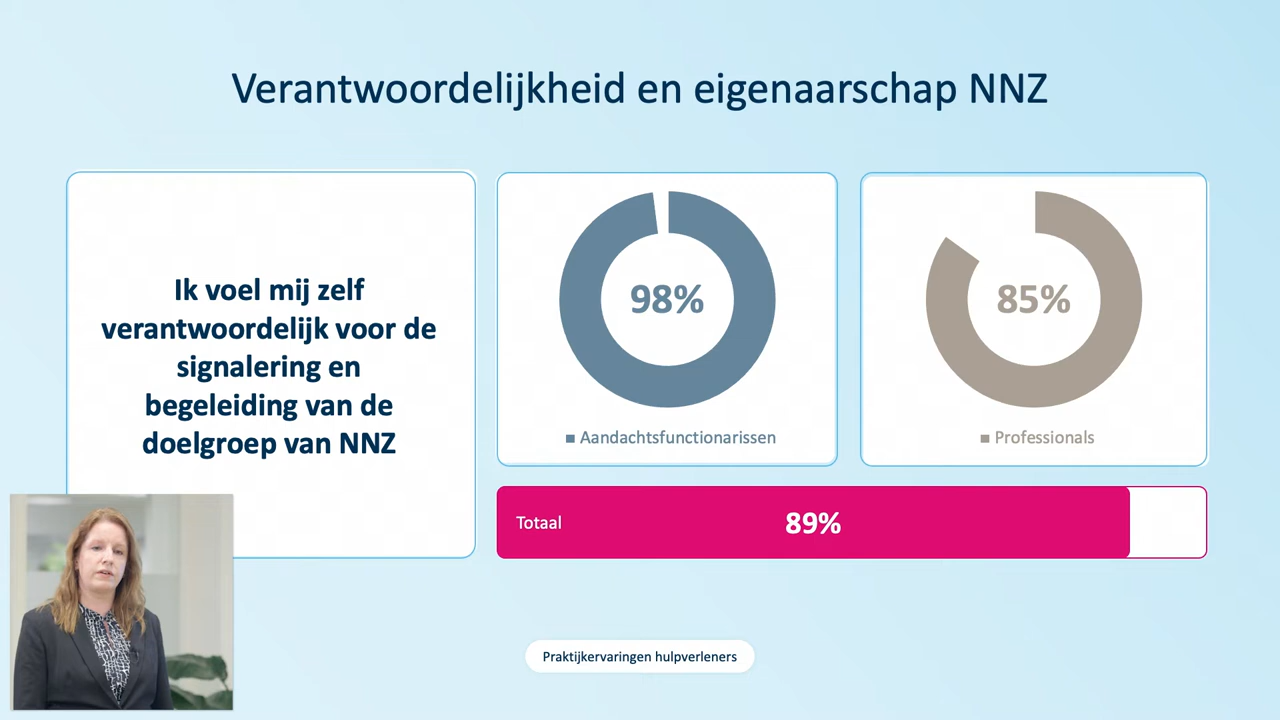 Verantwoordelijkheid en eigenaarschap NNZ
Ik voel mij zelf
verantwoordelijk voor de
signalering en
begeleiding van de
doelgroep van NNZ
98%
Aandachtsfunctionarissen
85%
Professionals
Totaal
89%
Praktijkervaringen hulpverleners